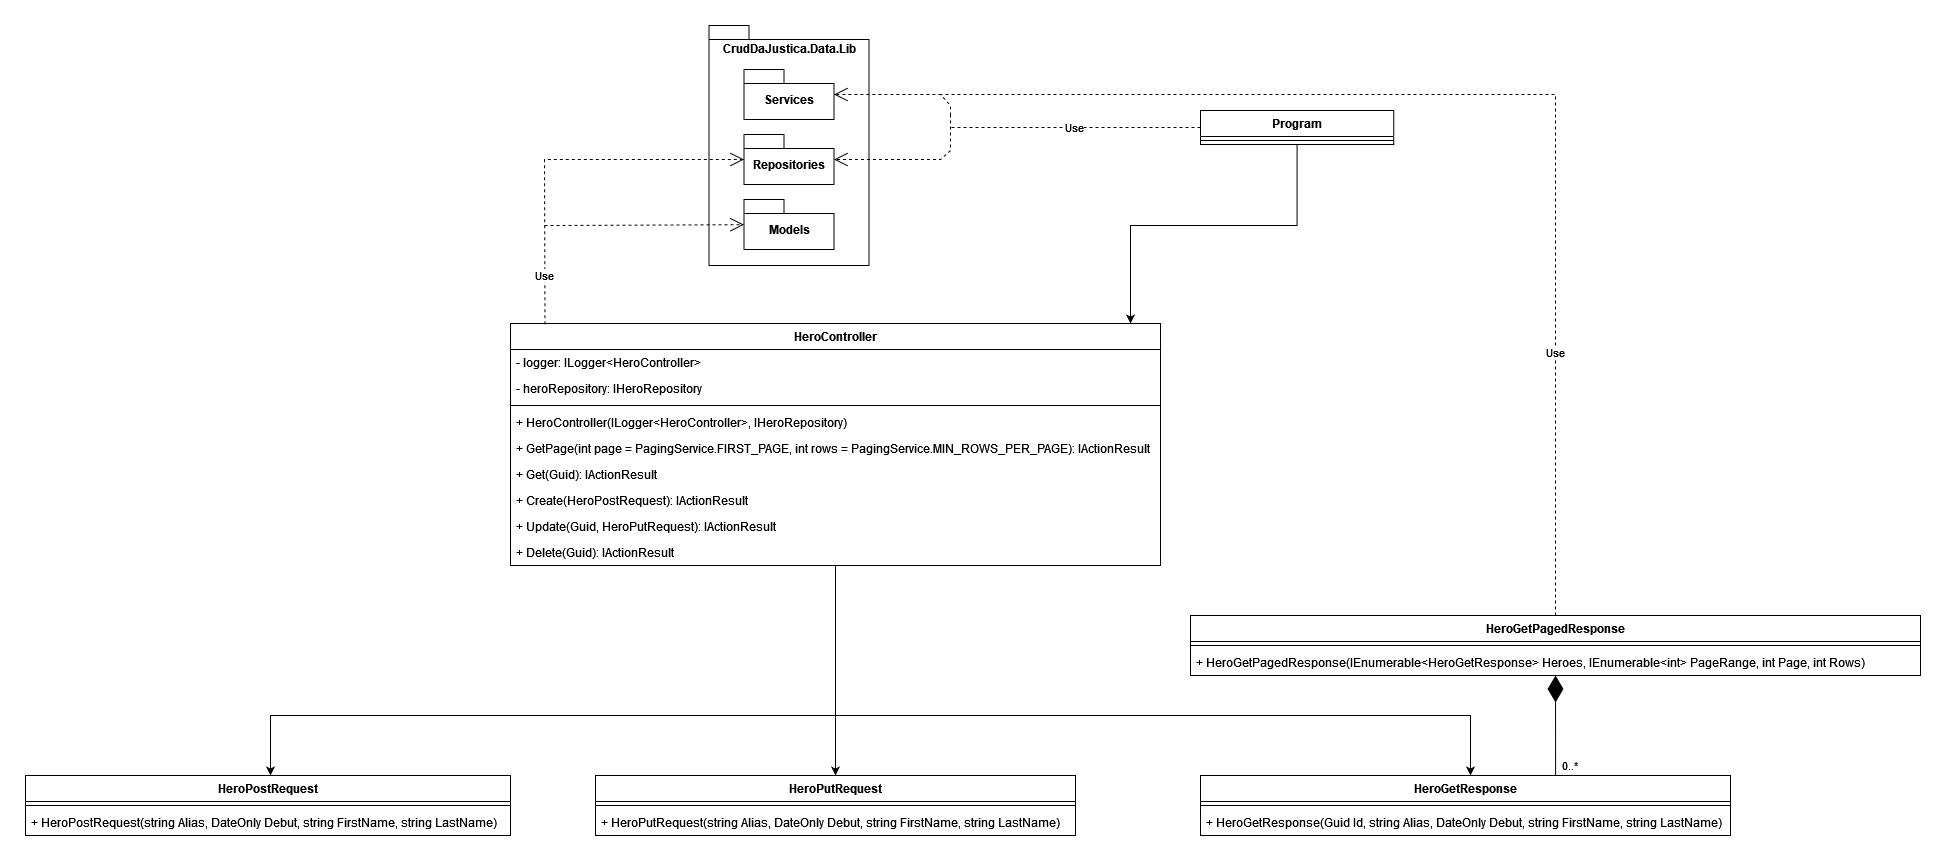 CrudDaJustica.Data.Lib
Services
Repositories
Models
Use
Program
Use
Use
HeroController
- logger: ILogger<HeroController>
- heroRepository: IHeroRepository
+ HeroController(ILogger<HeroController>, IHeroRepository)
+ GetPage(int page = PagingService.FIRST_PAGE, int rows = PagingService.MIN_ROWS_PER_PAGE): IActionResult
+ Get(Guid): IActionResult
+ Create(HeroPostRequest): IActionResult
+ Update(Guid, HeroPutRequest): IActionResult
+ Delete(Guid): IActionResult
HeroGetPagedResponse
+ HeroGetPagedResponse(IEnumerable<HeroGetResponse> Heroes, IEnumerable<int> PageRange, int Page, int Rows)
0..*
HeroPostRequest
+ HeroPostRequest(string Alias, DateOnly Debut, string FirstName, string LastName)
HeroPutRequest
+ HeroPutRequest(string Alias, DateOnly Debut, string FirstName, string LastName)
HeroGetResponse
+ HeroGetResponse(Guid Id, string Alias, DateOnly Debut, string FirstName, string LastName)